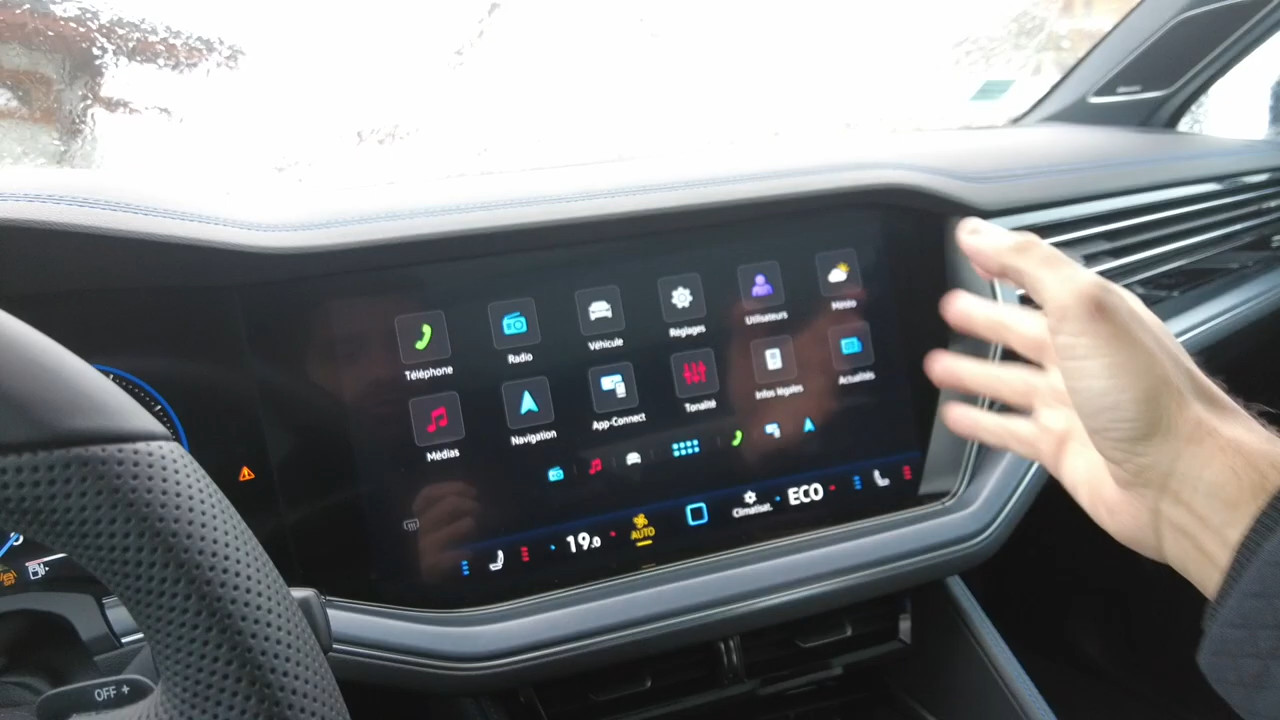 Téléphone
Radio
Véhicule
Réglages
Utilisateurs
Météo
Médias
Navigation
App-Connect
Tonalité
Infos légales
Actualités
19.0
AUTO
Climatisat.
ECO
OFF
OFF +